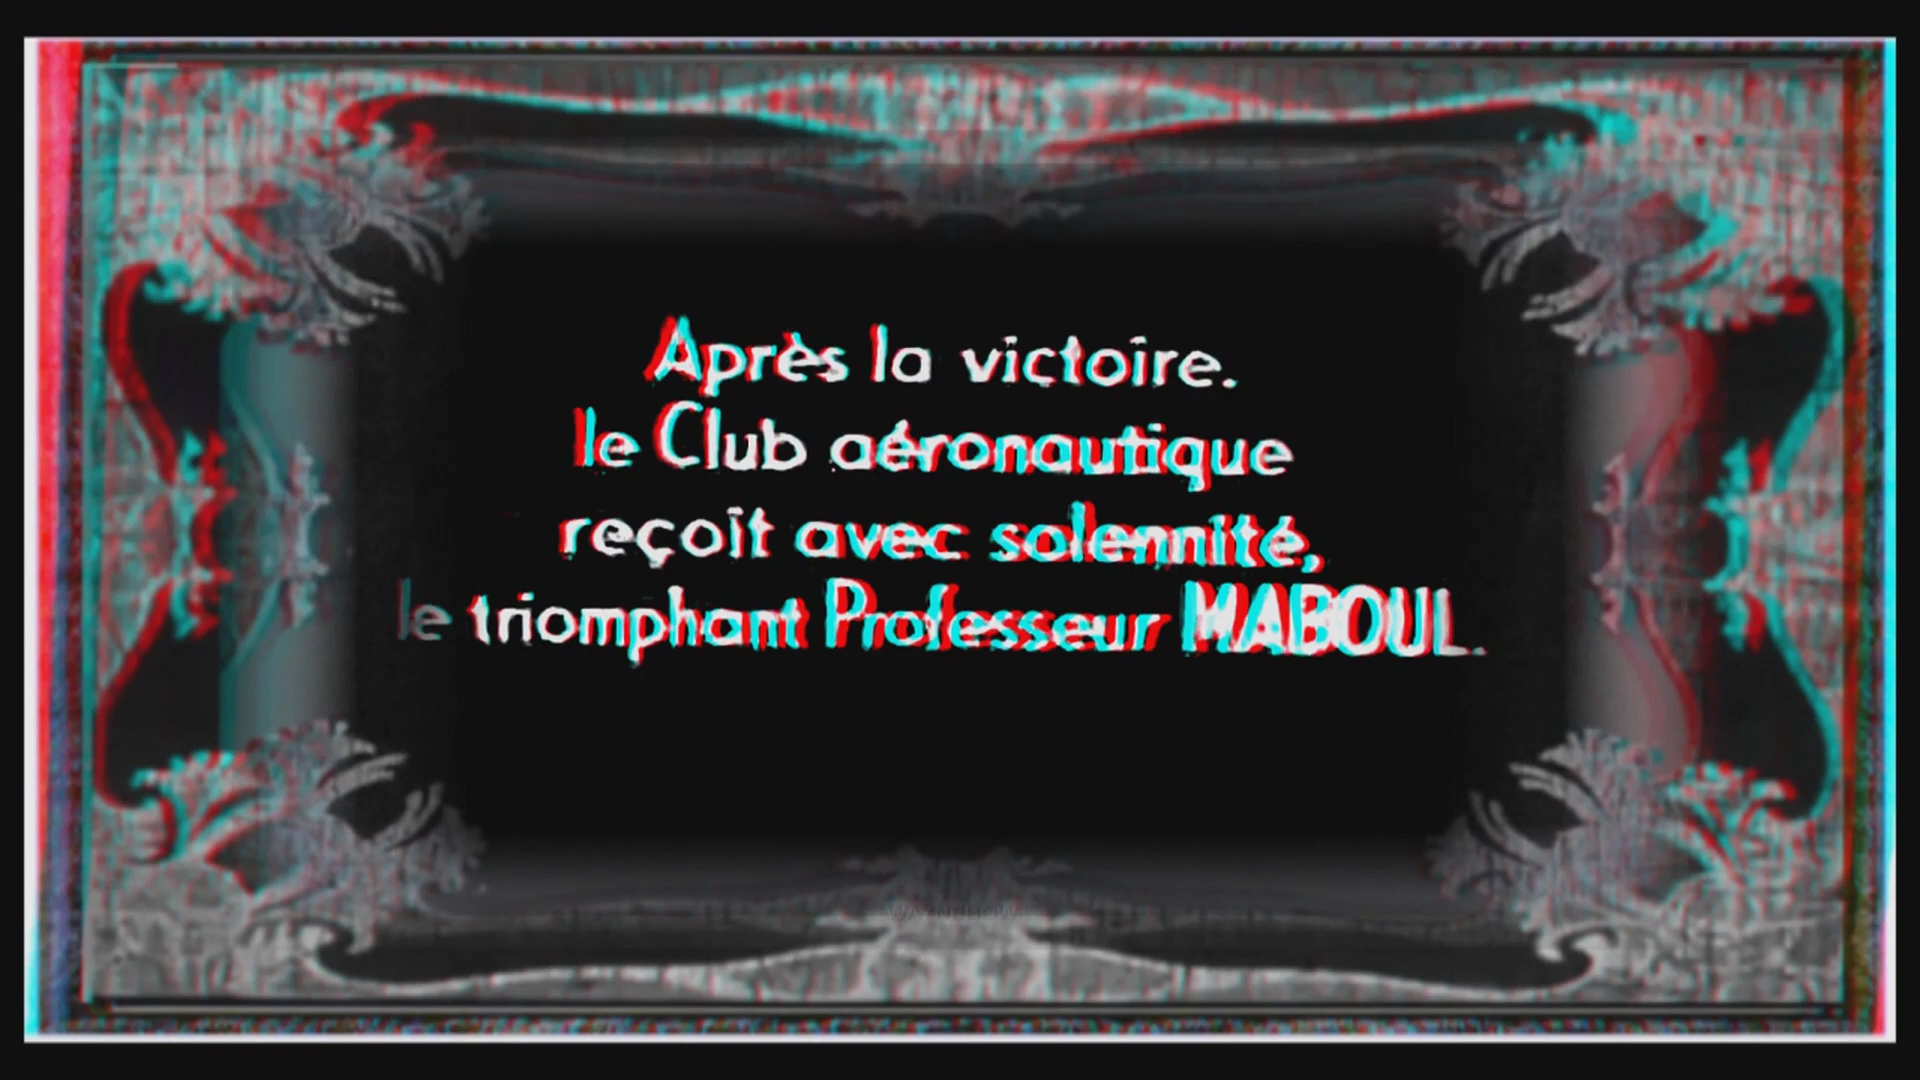 Après la victoire.
le Club aéronautique
reçoit avec solennité,
le triomphant Professeur MABOUL.